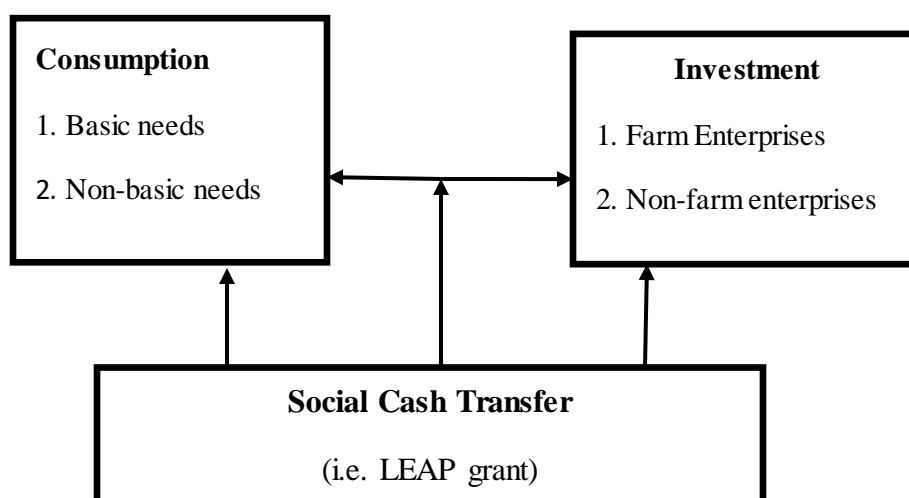 Consumption
1. Basic needs
2. Non-basic needs
Investment
1. Farm Enterprises
2. Non-farm enterprises
Social Cash Transfer
(i.e. LEAP grant)